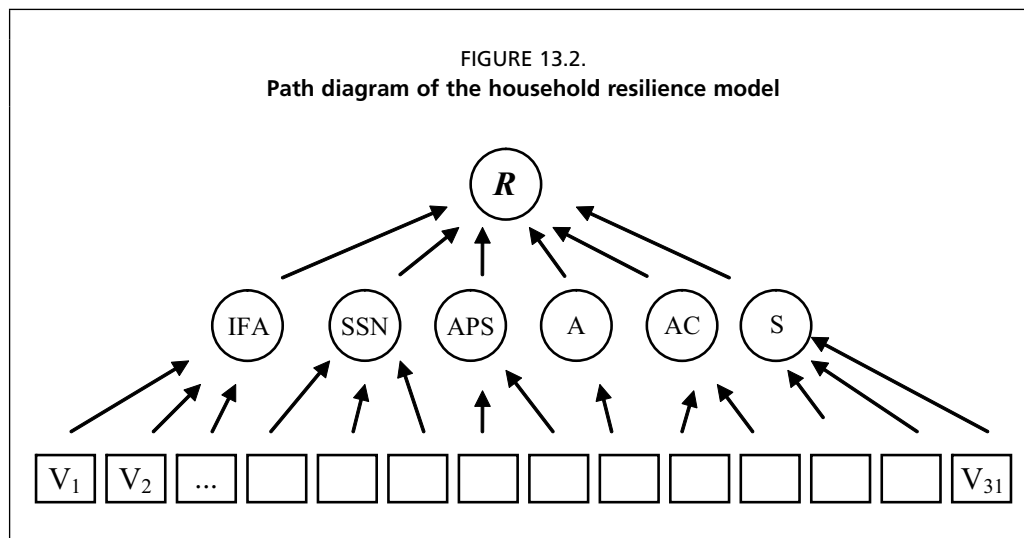 FIGURE 13.2.
Path diagram of the household resilience model
R
IFA SSN APS A AC S
V₁ V₂ ... V₃₁